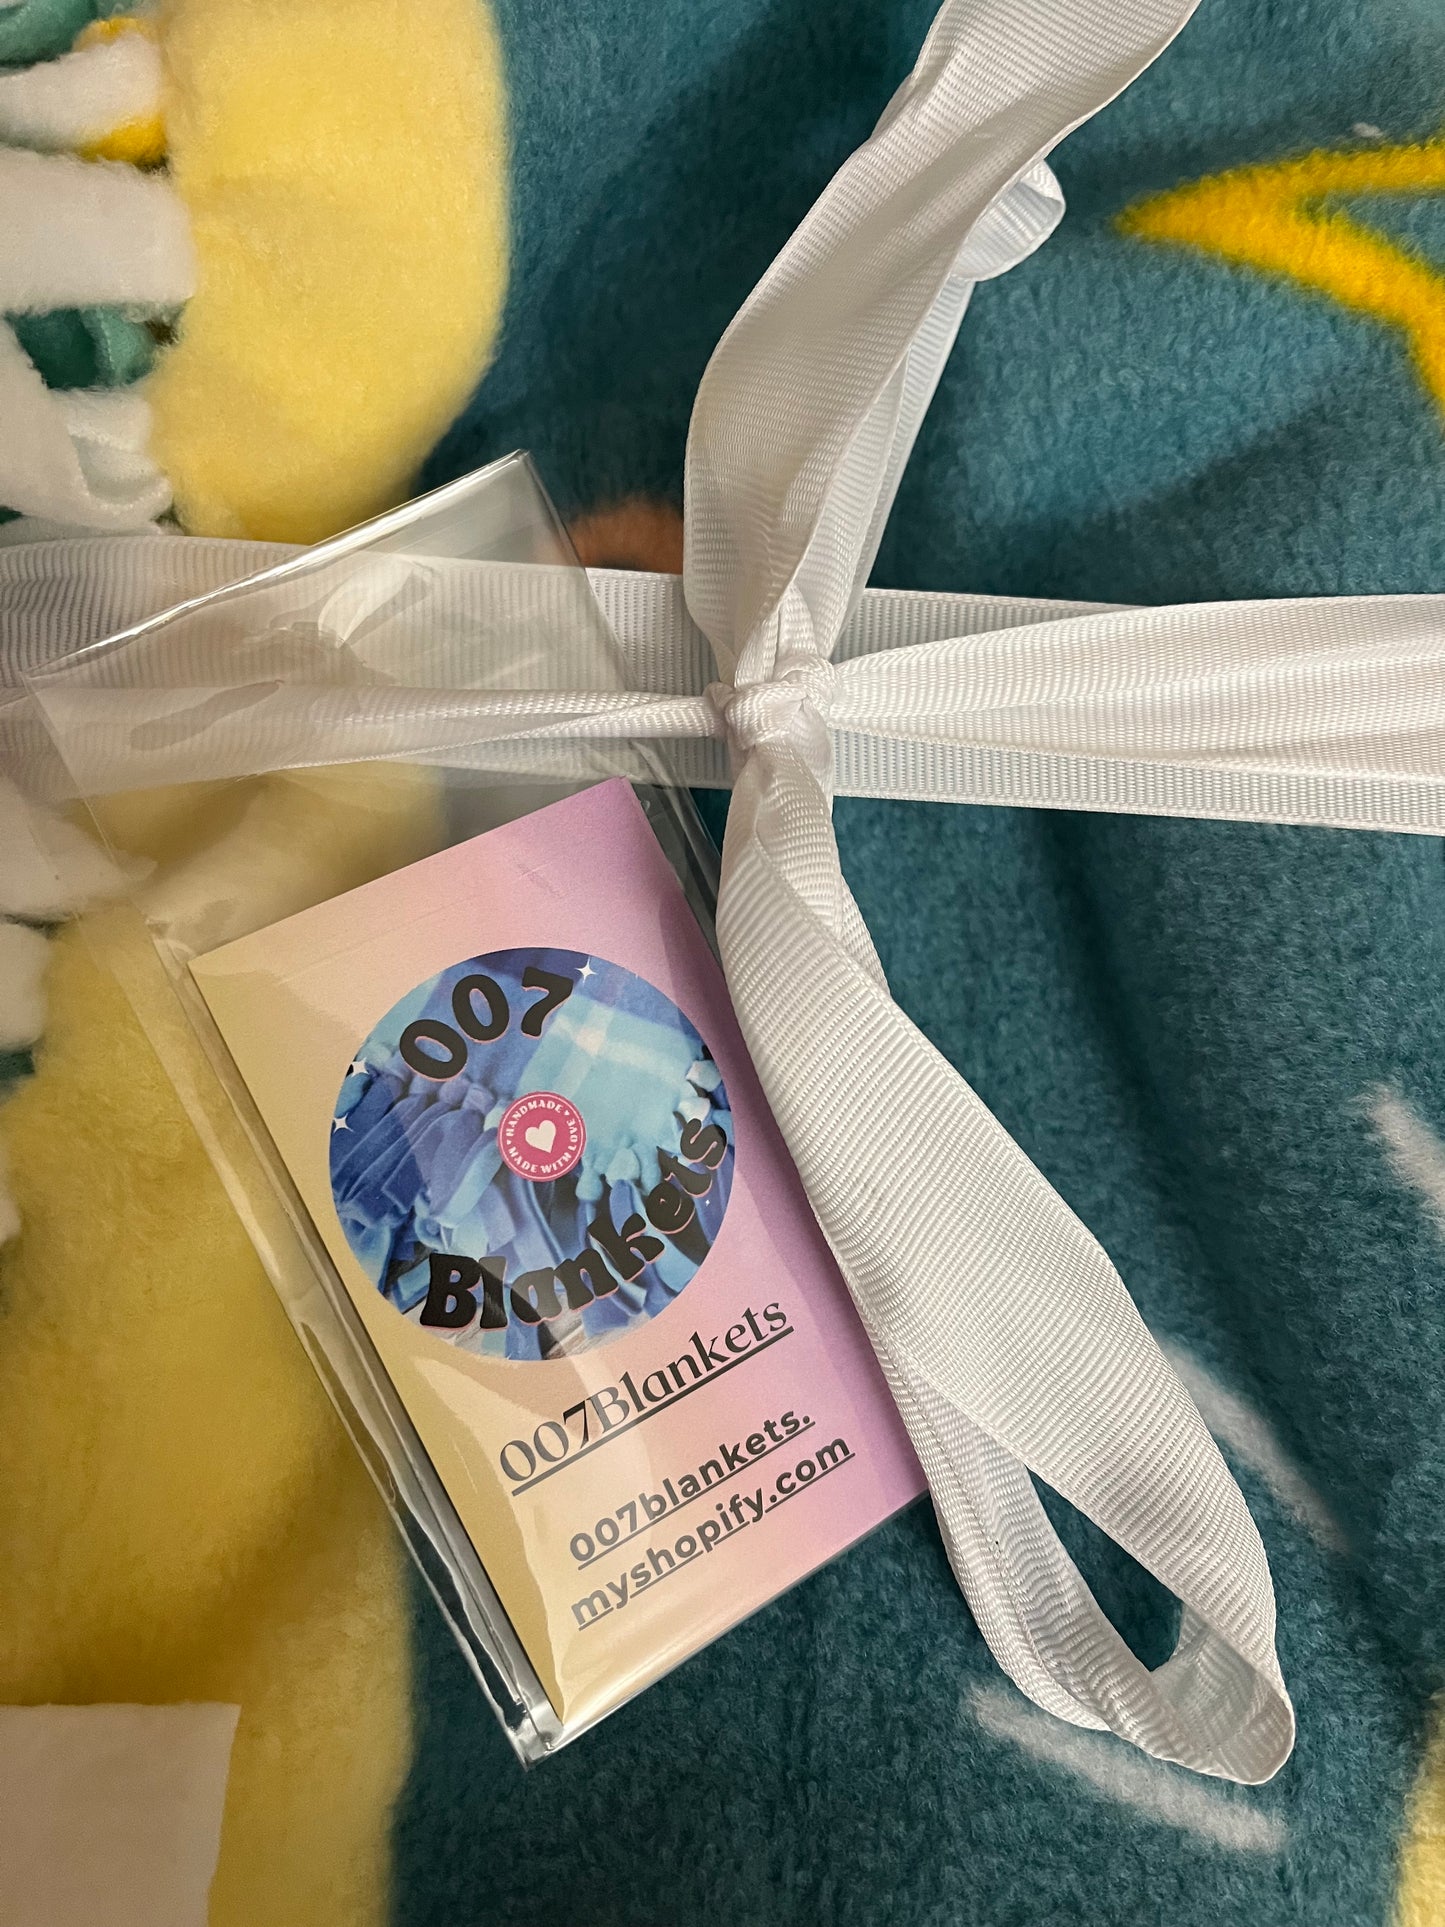 007
HANDMADE
MADE WITH LOVE
Blankets
007Blankets
007blankets.
myshopify.com